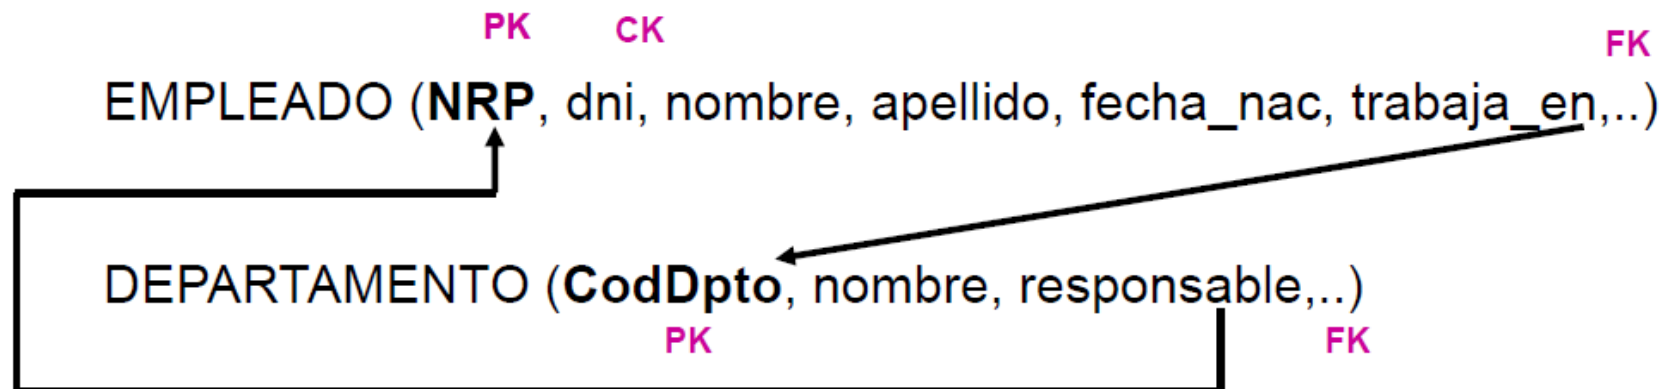 PK CK FK
EMPLEADO (NRP, dni, nombre, apellido, fecha_nac, trabaja_en,..)
DEPARTAMENTO (CodDpto, nombre, responsable,..)
PK FK